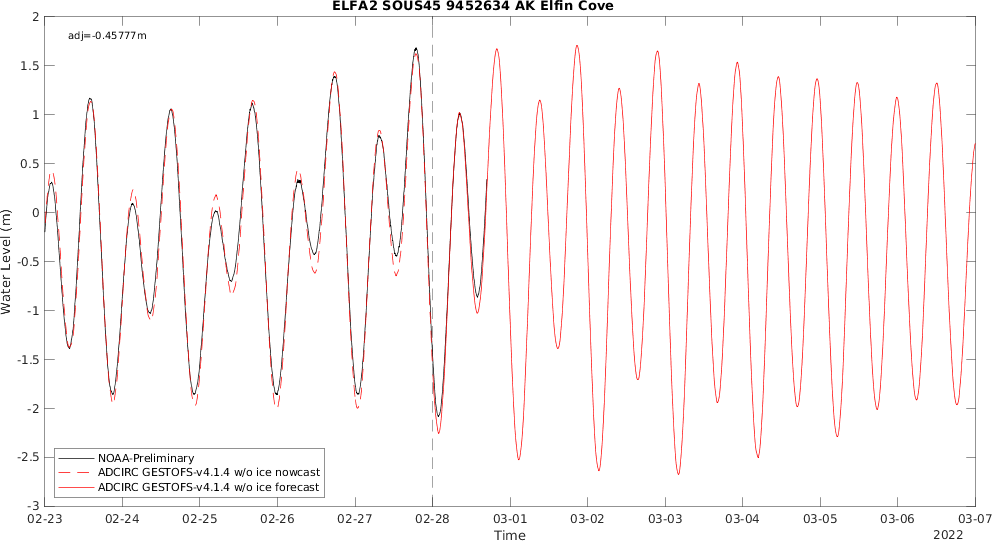 ELFA2 SOUS45 9452634 AK Elfin Cove
adj=-0.45777m
2
1.5
1
0.5
0
-0.5
-1
-1.5
-2
-2.5
-3
Water Level (m)
NOAA-Preliminary
ADCIRC GESTOFS-v4.1.4 w/o ice nowcast
ADCIRC GESTOFS-v4.1.4 w/o ice forecast
02-23 02-24 02-25 02-26 02-27 02-28 03-01 03-02 03-03 03-04 03-05 03-06 03-07
Time
2022